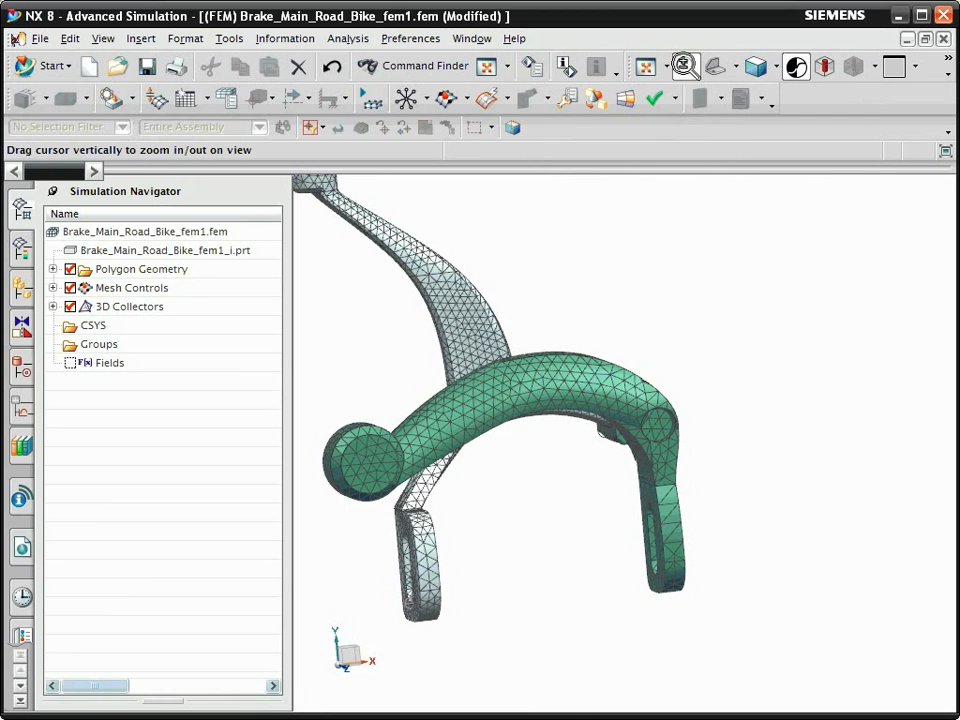 NX 8 - Advanced Simulation - [(FEM) Brake_Main_Road_Bike_fem1.fem (Modified) ]
SIEMENS
File Edit View Insert Format Tools Information Analysis Preferences Window Help
Start Command Finder
No Selection Filter Entire Assembly
Drag cursor vertically to zoom in/out on view
Simulation Navigator
Name
Brake_Main_Road_Bike_fem1.fem
Brake_Main_Road_Bike_fem1_i.prt
Polygon Geometry
Mesh Controls
3D Collectors
CSYS
Groups
F(x) Fields
Y
X
Z